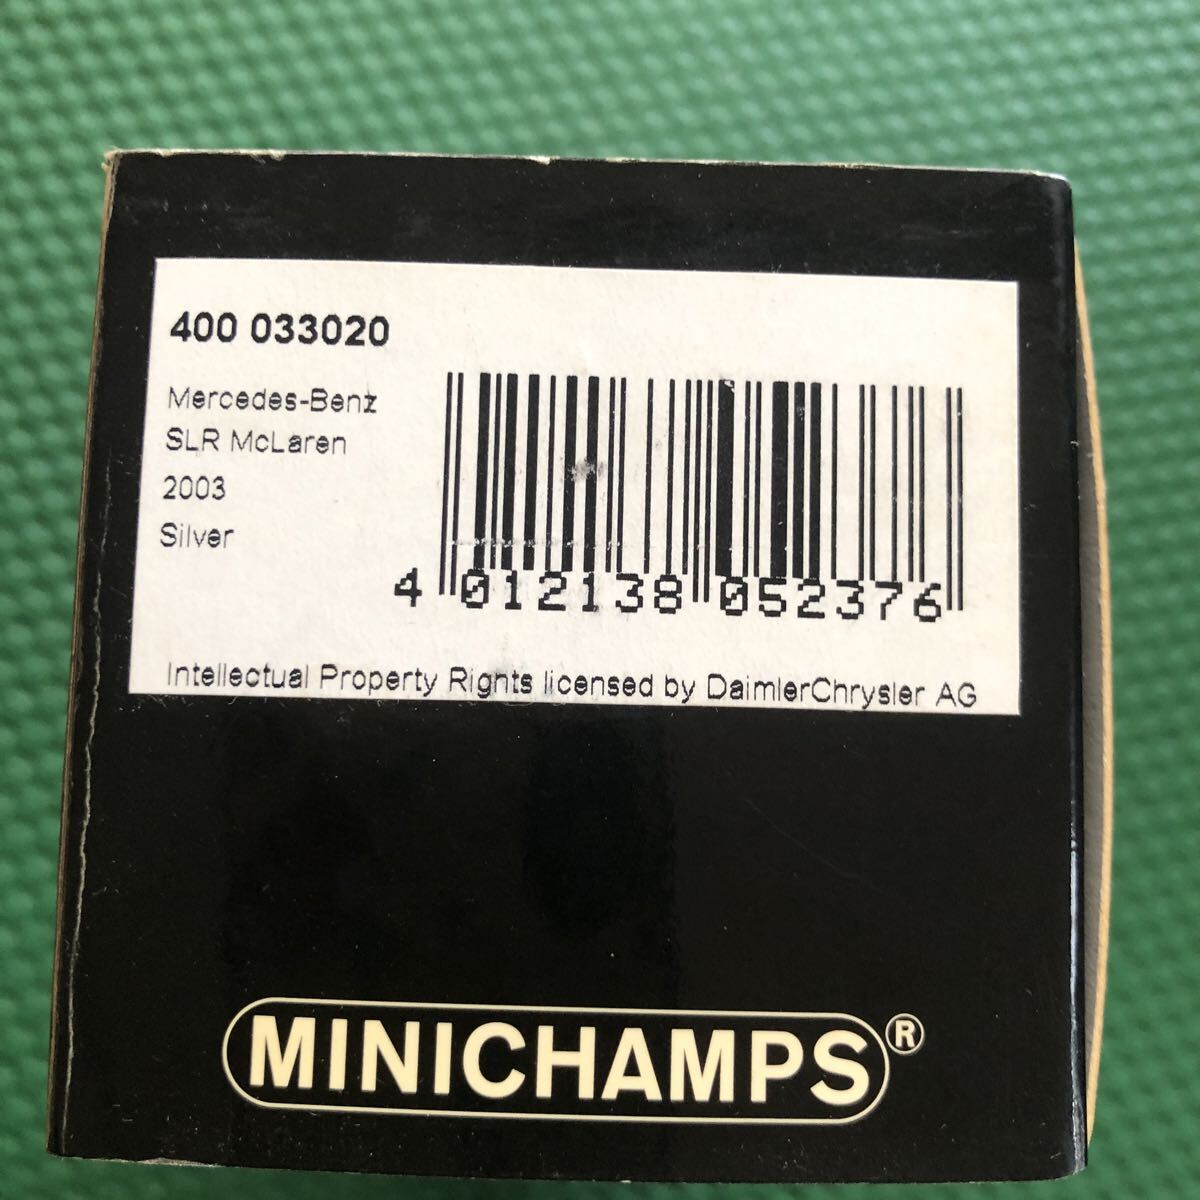 400 033020
Mercedes-Benz
SLR McLaren
2003
Silver
4 012138 052376
Intellectual Property Rights licensed by DaimlerChrysler AG
MINICHAMPS®